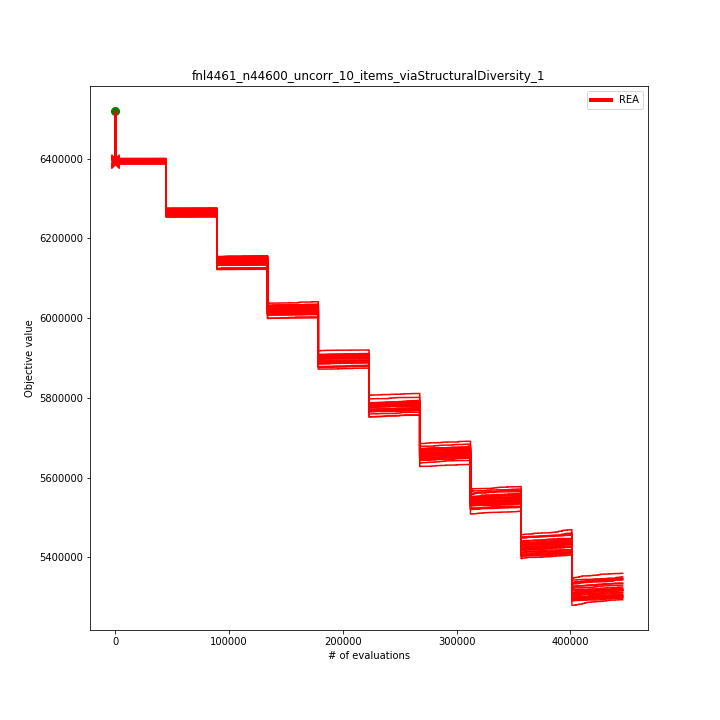 fnl4461_n44600_uncorr_10_items_viaStructuralDiversity_1
REA
6400000
6200000
6000000
5800000
5600000
5400000
Objective value
0
100000
200000
300000
400000
# of evaluations